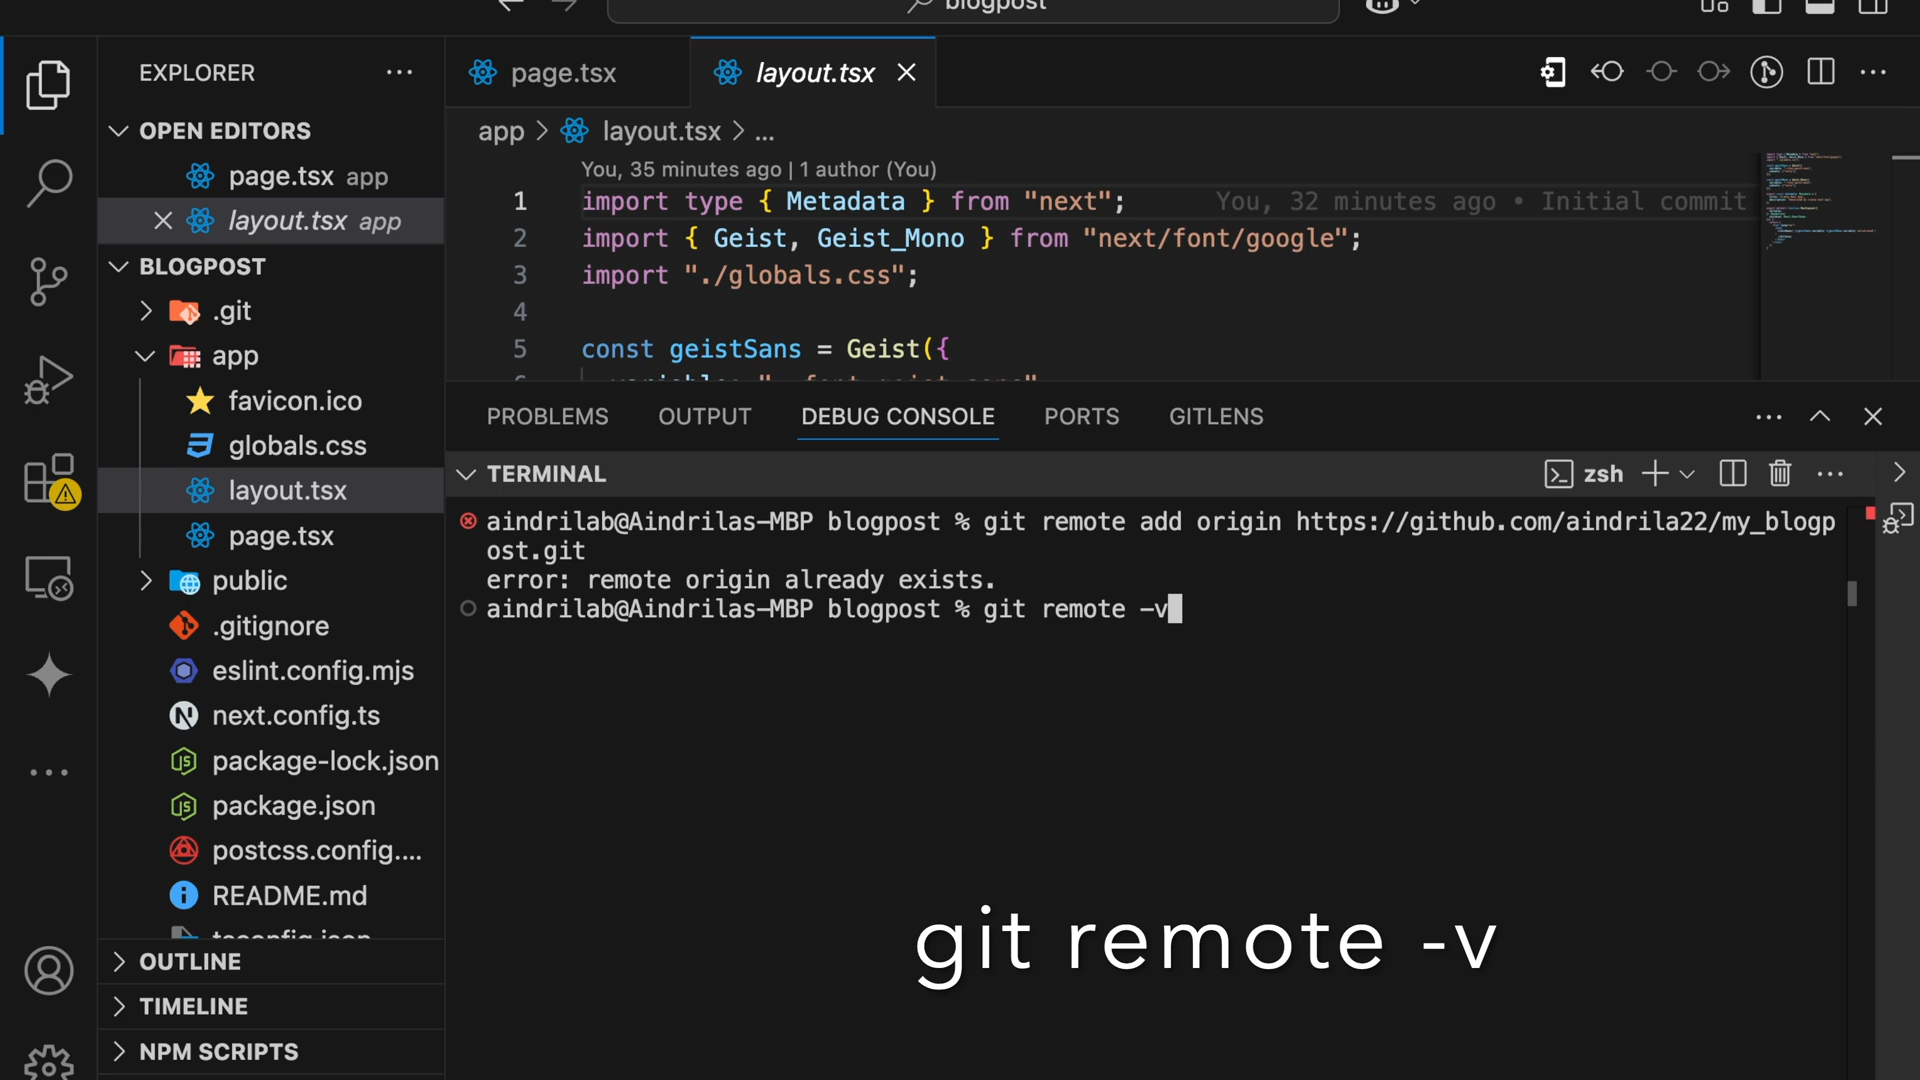 blogpost
EXPLORER
page.tsx
layout.tsx
OPEN EDITORS
page.tsx app
layout.tsx app
BLOGPOST
.git
app
favicon.ico
globals.css
layout.tsx
page.tsx
public
.gitignore
eslint.config.mjs
next.config.ts
package-lock.json
package.json
postcss.config....
README.md
tsconfig.json
OUTLINE
TIMELINE
NPM SCRIPTS
app > layout.tsx > ...
You, 35 minutes ago | 1 author (You)
1 import type { Metadata } from "next"; You, 32 minutes ago • Initial commit
2 import { Geist, Geist_Mono } from "next/font/google";
3 import "./globals.css";
4
5 const geistSans = Geist({
PROBLEMS OUTPUT DEBUG CONSOLE PORTS GITLENS
TERMINAL
zsh
aindrilab@Aindrilas-MBP blogpost % git remote add origin https://github.com/aindrila22/my_blogp
ost.git
error: remote origin already exists.
aindrilab@Aindrilas-MBP blogpost % git remote -v
git remote -v